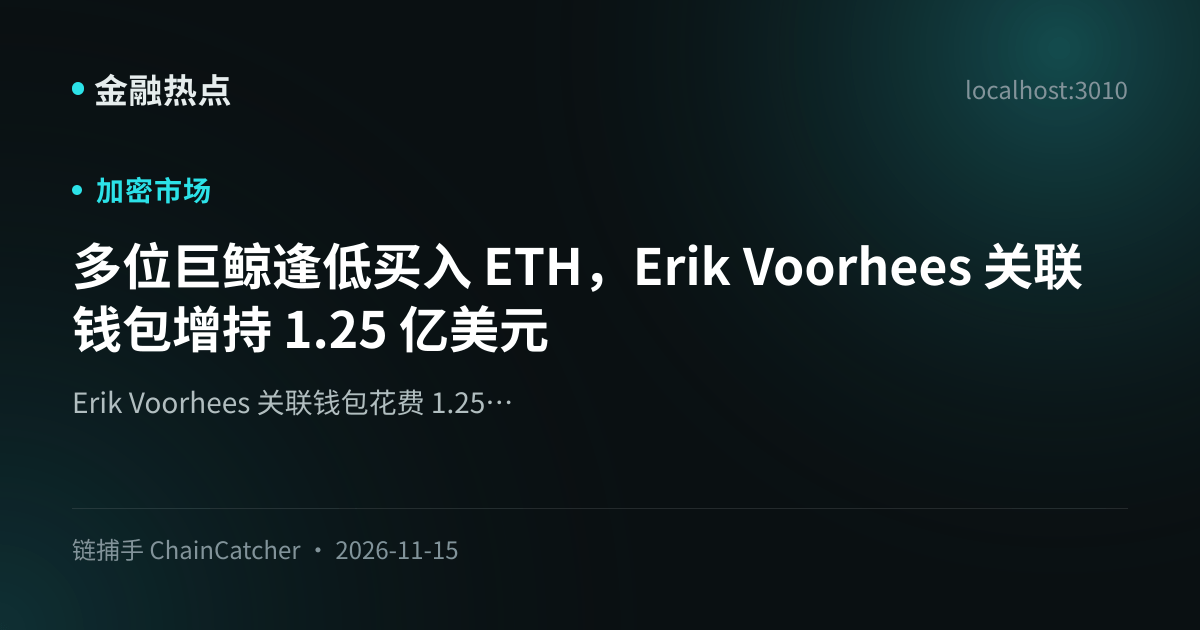 金融热点
localhost:3010
加密市场
多位巨鲸逢低买入 ETH，Erik Voorhees 关联
钱包增持 1.25 亿美元
Erik Voorhees 关联钱包花费 1.25…
链捕手 ChainCatcher · 2026-11-15